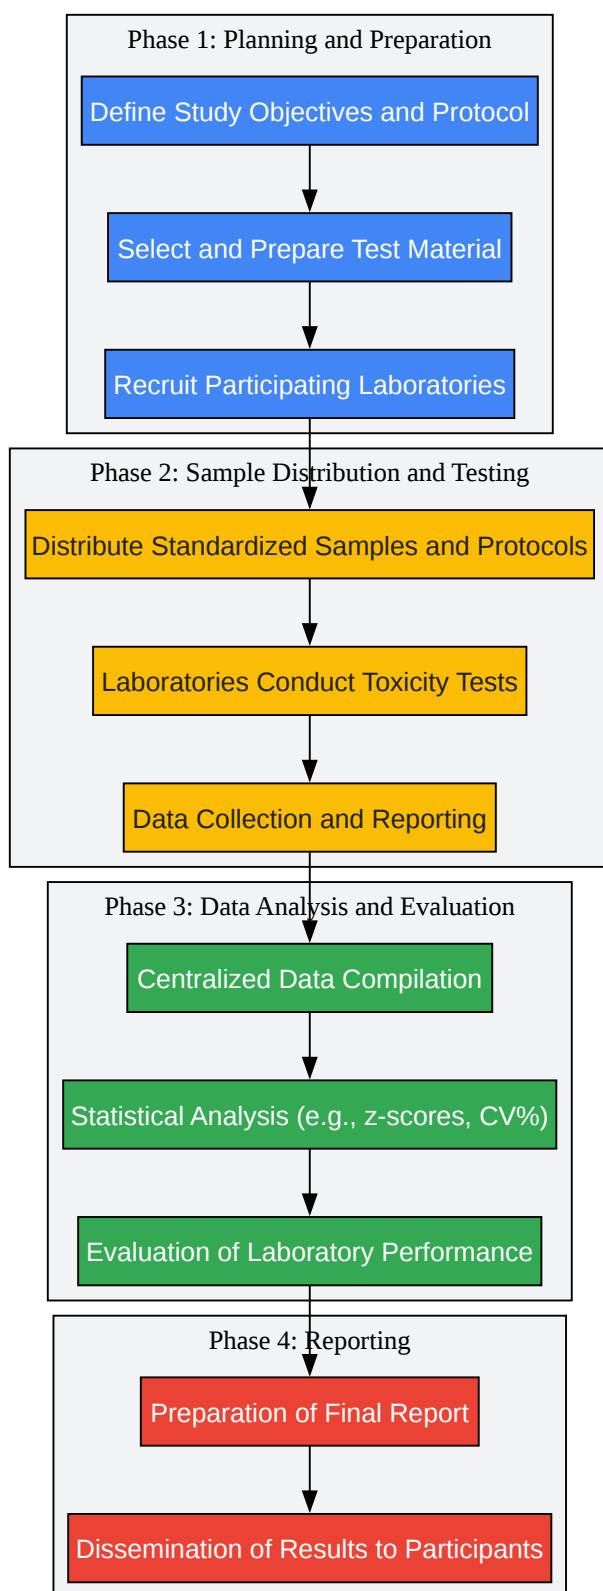 Phase 1: Planning and Preparation
Define Study Objectives and Protocol
Select and Prepare Test Material
Recruit Participating Laboratories
Phase 2: Sample Distribution and Testing
Distribute Standardized Samples and Protocols
Laboratories Conduct Toxicity Tests
Data Collection and Reporting
Phase 3: Data Analysis and Evaluation
Centralized Data Compilation
Statistical Analysis (e.g., z-scores, CV%)
Evaluation of Laboratory Performance
Phase 4: Reporting
Preparation of Final Report
Dissemination of Results to Participants